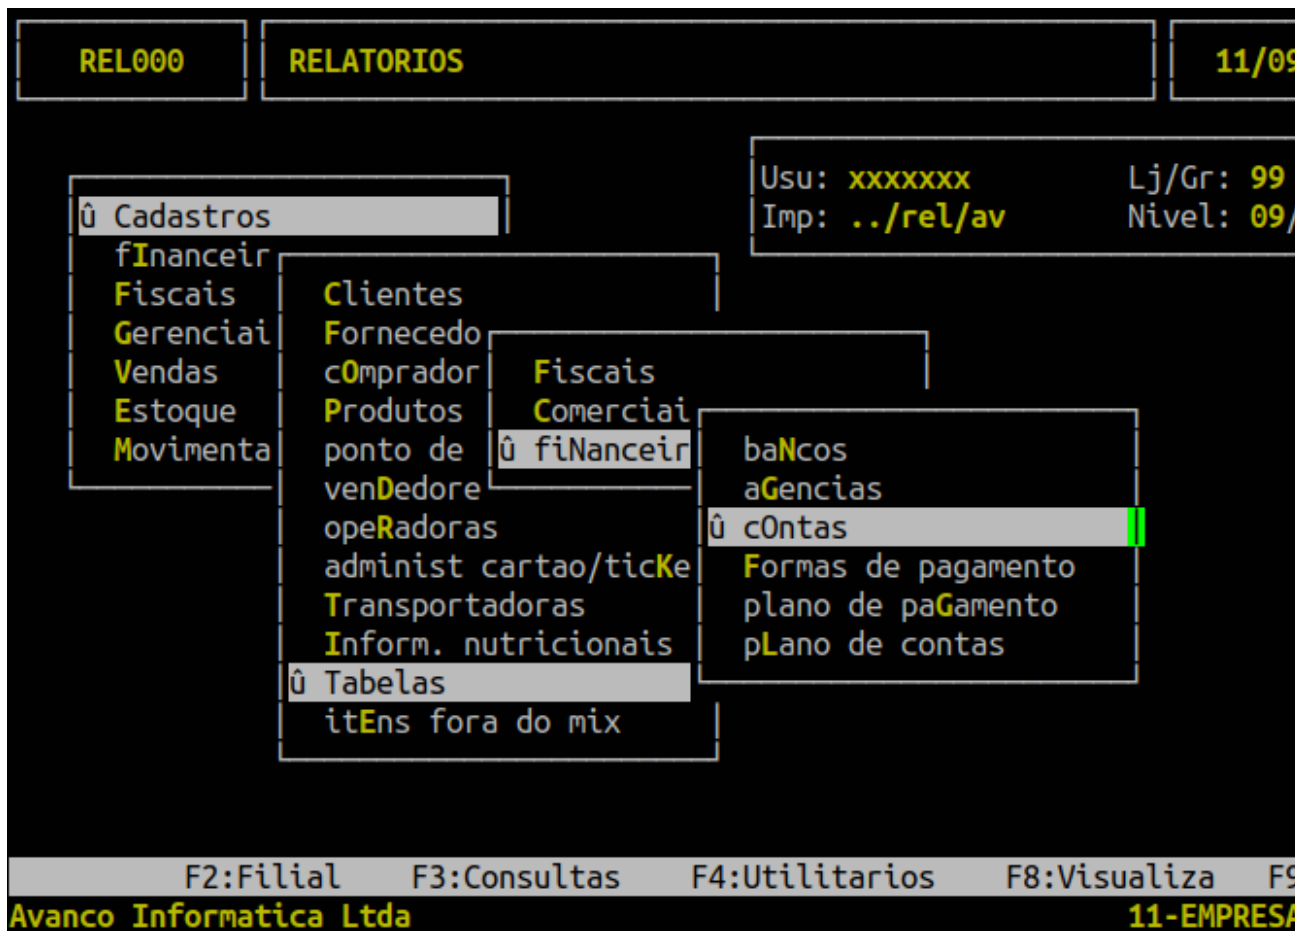 REL000 RELATORIOS 11/09
Usu: xxxxxxx Lj/Gr: 99
û Cadastros Imp: ../rel/av Nivel: 09/
fInanceir
Fiscais Clientes
Gerenciai Fornecedo
Vendas cOmprador Fiscais
Estoque Produtos Comerciai
Movimenta ponto de û fiNanceir baNcos
venDedore aGencias
opeRadoras û cOntas
administ cartao/ticKe Formas de pagamento
Transportadoras plano de paGamento
Inform. nutricionais pLano de contas
û Tabelas
itEns fora do mix
F2:Filial F3:Consultas F4:Utilitarios F8:Visualiza F9
Avanco Informatica Ltda 11-EMPRESA